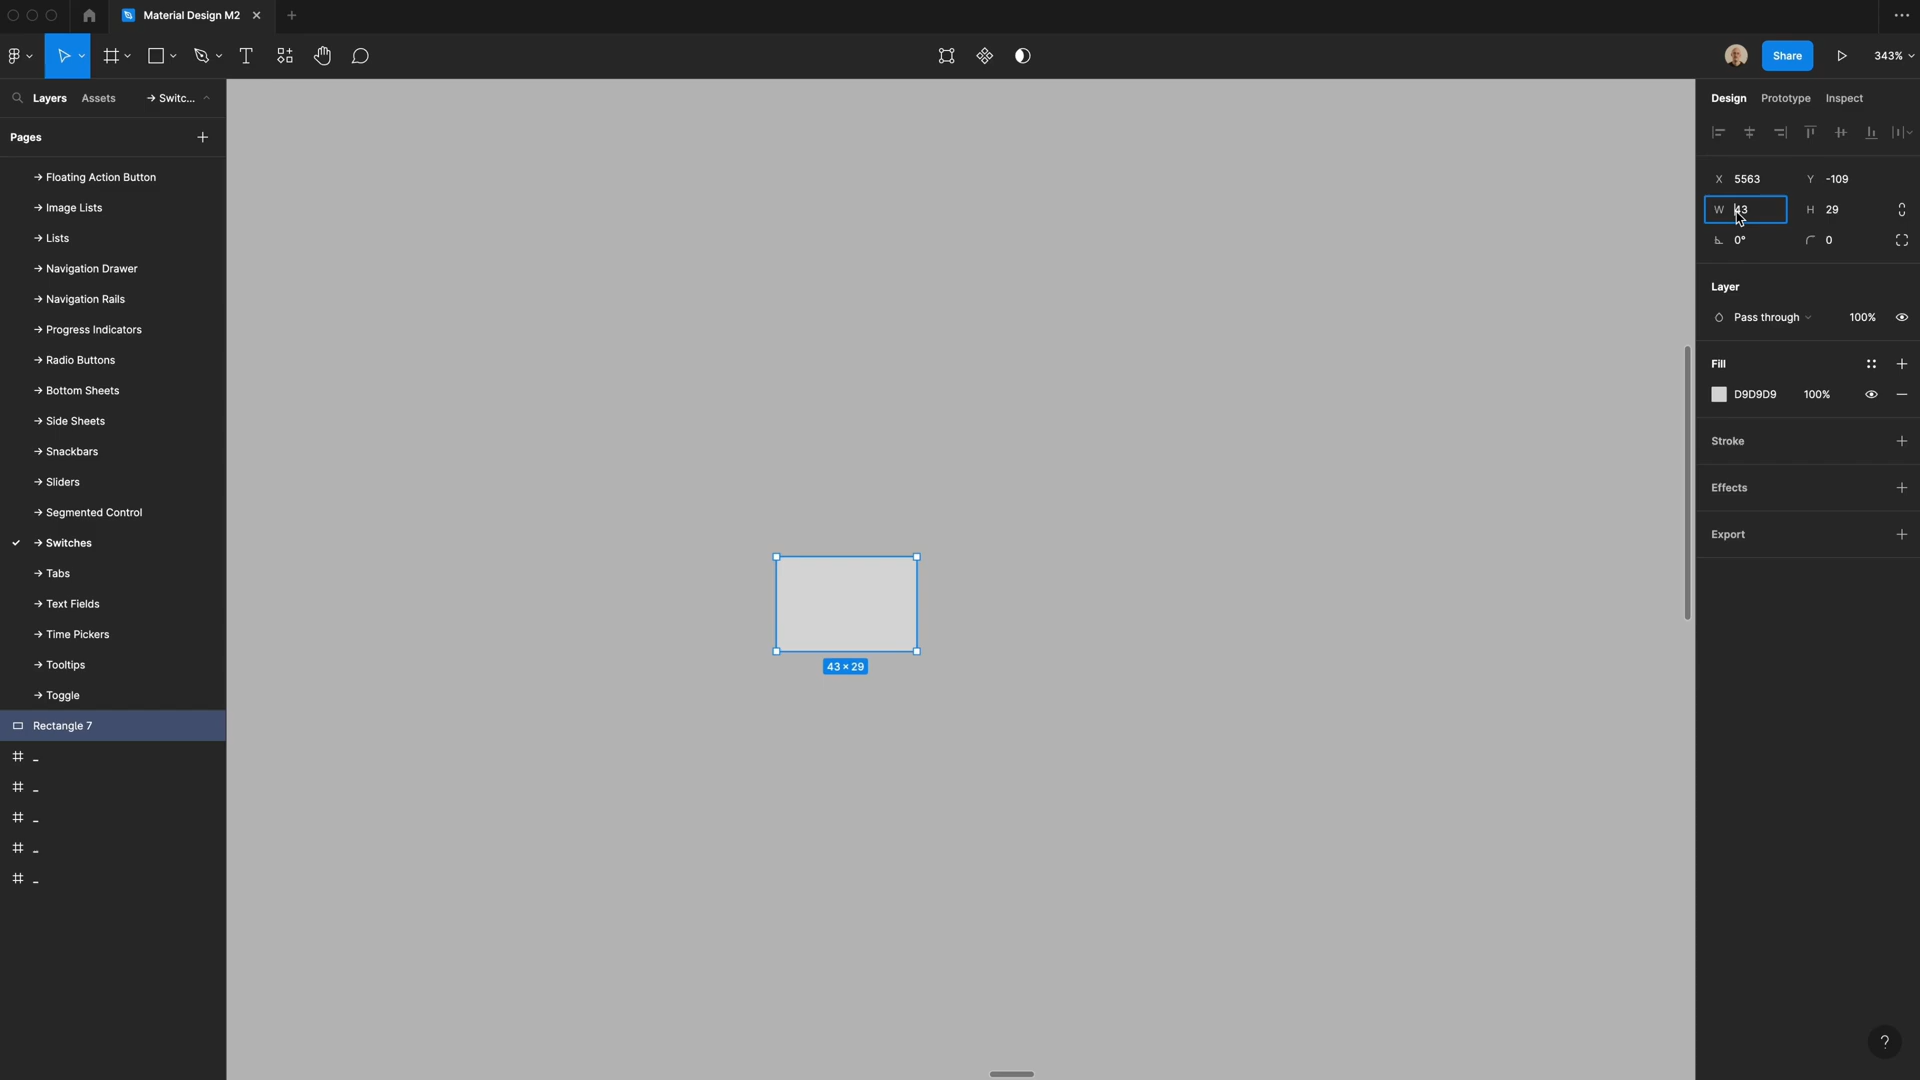 Material Design M2
Share
343%
Layers
Assets
→ Switc...
Design
Prototype
Inspect
Pages
→ Floating Action Button
→ Image Lists
→ Lists
→ Navigation Drawer
→ Navigation Rails
→ Progress Indicators
→ Radio Buttons
→ Bottom Sheets
→ Side Sheets
→ Snackbars
→ Sliders
→ Segmented Control
→ Switches
→ Tabs
→ Text Fields
→ Time Pickers
→ Tooltips
→ Toggle
Rectangle 7
_
_
_
_
_
43 × 29
X 5563 Y -109
W 43 H 29
0° 0
Layer
Pass through 100%
Fill
D9D9D9 100%
Stroke
Effects
Export
?